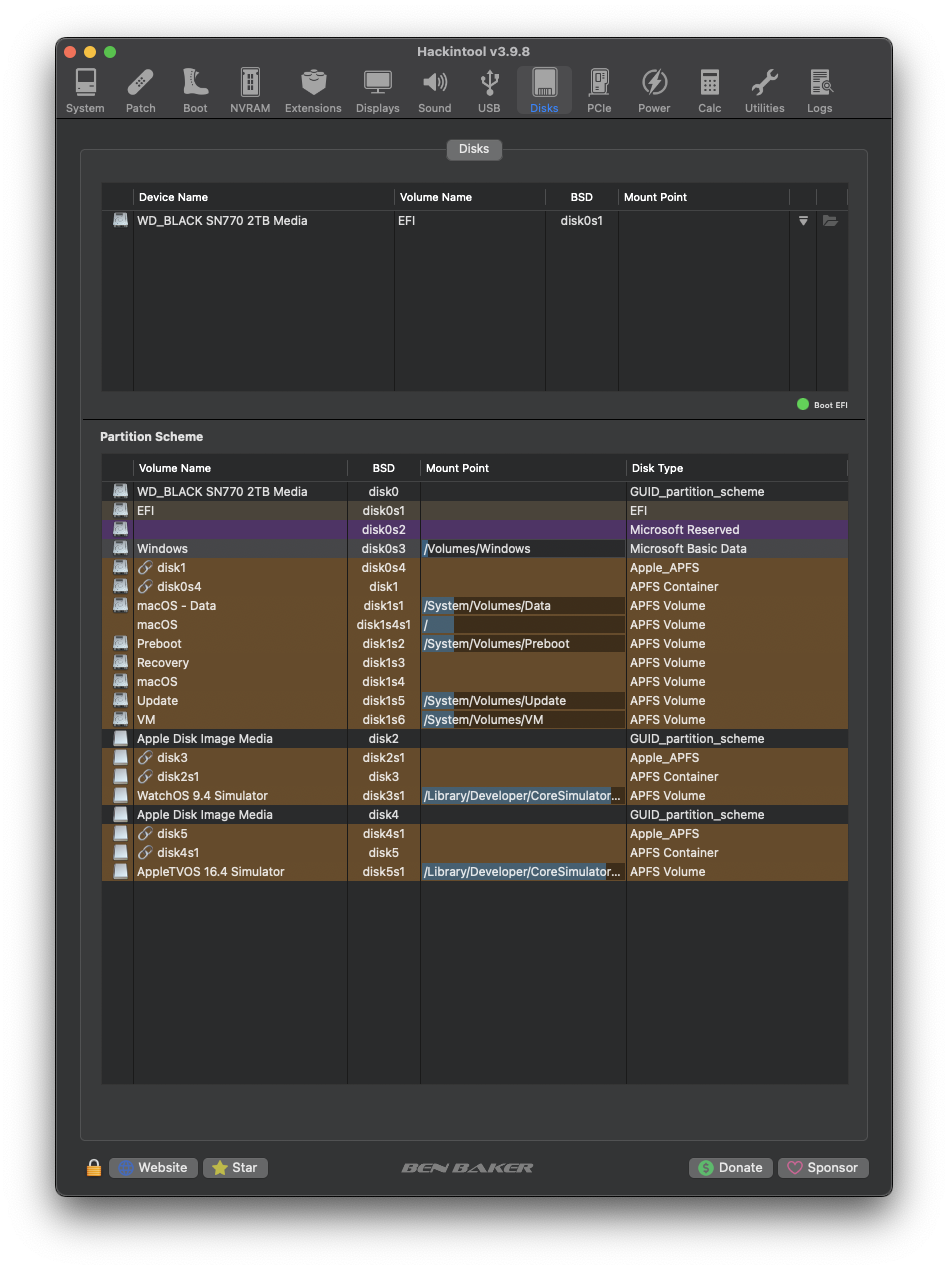 Hackintool v3.9.8
System Patch Boot NVRAM Extensions Displays Sound USB Disks PCIe Power Calc Utilities Logs
Disks
Device Name Volume Name BSD Mount Point
WD_BLACK SN770 2TB Media EFI disk0s1
Boot EFI
Partition Scheme
Volume Name BSD Mount Point Disk Type
WD_BLACK SN770 2TB Media disk0 GUID_partition_scheme
EFI disk0s1 EFI
disk0s2 Microsoft Reserved
Windows disk0s3 /Volumes/Windows Microsoft Basic Data
disk1 disk0s4 Apple_APFS
disk0s4 disk1 APFS Container
macOS - Data disk1s1 /System/Volumes/Data APFS Volume
macOS disk1s4s1 / APFS Volume
Preboot disk1s2 /System/Volumes/Preboot APFS Volume
Recovery disk1s3 APFS Volume
macOS disk1s4 APFS Volume
Update disk1s5 /System/Volumes/Update APFS Volume
VM disk1s6 /System/Volumes/VM APFS Volume
Apple Disk Image Media disk2 GUID_partition_scheme
disk3 disk2s1 Apple_APFS
disk2s1 disk3 APFS Container
WatchOS 9.4 Simulator disk3s1 /Library/Developer/CoreSimulator... APFS Volume
Apple Disk Image Media disk4 GUID_partition_scheme
disk5 disk4s1 Apple_APFS
disk4s1 disk5 APFS Container
AppleTVOS 16.4 Simulator disk5s1 /Library/Developer/CoreSimulator... APFS Volume
Website Star BEN BAKER Donate Sponsor